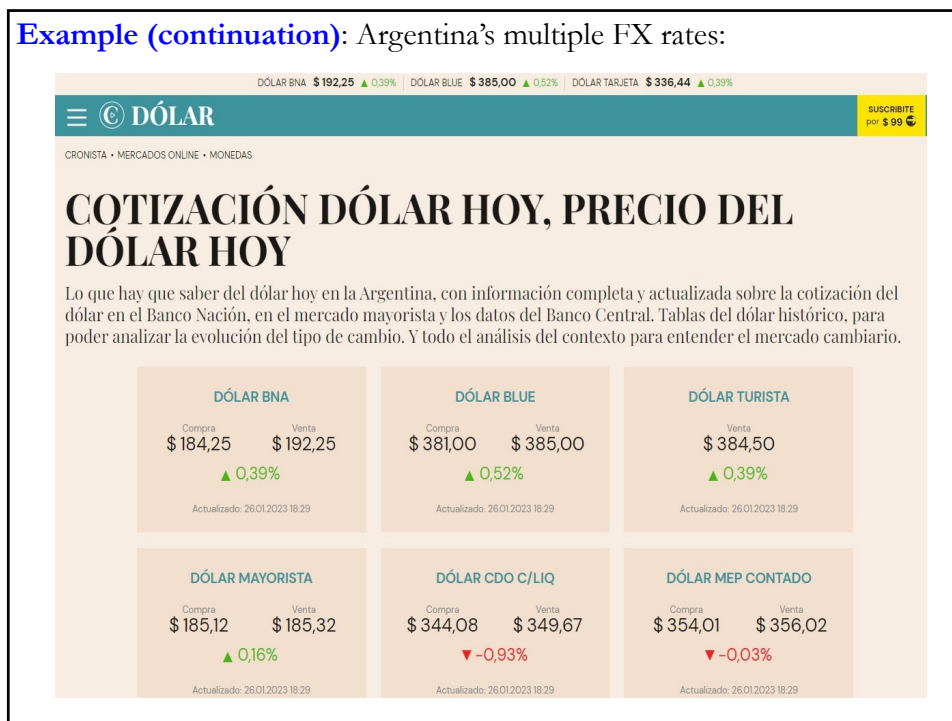 Example (continuation): Argentina's multiple FX rates:
DÓLAR BNA $192,25 ▲ 0,39% DÓLAR BLUE $385,00 ▲ 0,52% DÓLAR TARJETA $336,44 ▲ 0,39%
DÓLAR
SUSCRIBITE
por $ 99
CRONISTA • MERCADOS ONLINE • MONEDAS
COTIZACIÓN DÓLAR HOY, PRECIO DEL
DÓLAR HOY
Lo que hay que saber del dólar hoy en la Argentina, con información completa y actualizada sobre la cotización del
dólar en el Banco Nación, en el mercado mayorista y los datos del Banco Central. Tablas del dólar histórico, para
poder analizar la evolución del tipo de cambio. Y todo el análisis del contexto para entender el mercado cambiario.
DÓLAR BNA
Compra Venta
$ 184,25 $ 192,25
▲ 0,39%
Actualizado: 26.01.2023 18:29
DÓLAR BLUE
Compra Venta
$ 381,00 $ 385,00
▲ 0,52%
Actualizado: 26.01.2023 18:29
DÓLAR TURISTA
Venta
$ 384,50
▲ 0,39%
Actualizado: 26.01.2023 18:29
DÓLAR MAYORISTA
Compra Venta
$ 185,12 $ 185,32
▲ 0,16%
Actualizado: 26.01.2023 18:29
DÓLAR CDO C/LIQ
Compra Venta
$ 344,08 $ 349,67
▼ -0,93%
Actualizado: 26.01.2023 18:29
DÓLAR MEP CONTADO
Compra Venta
$ 354,01 $ 356,02
▼ -0,03%
Actualizado: 26.01.2023 18:29